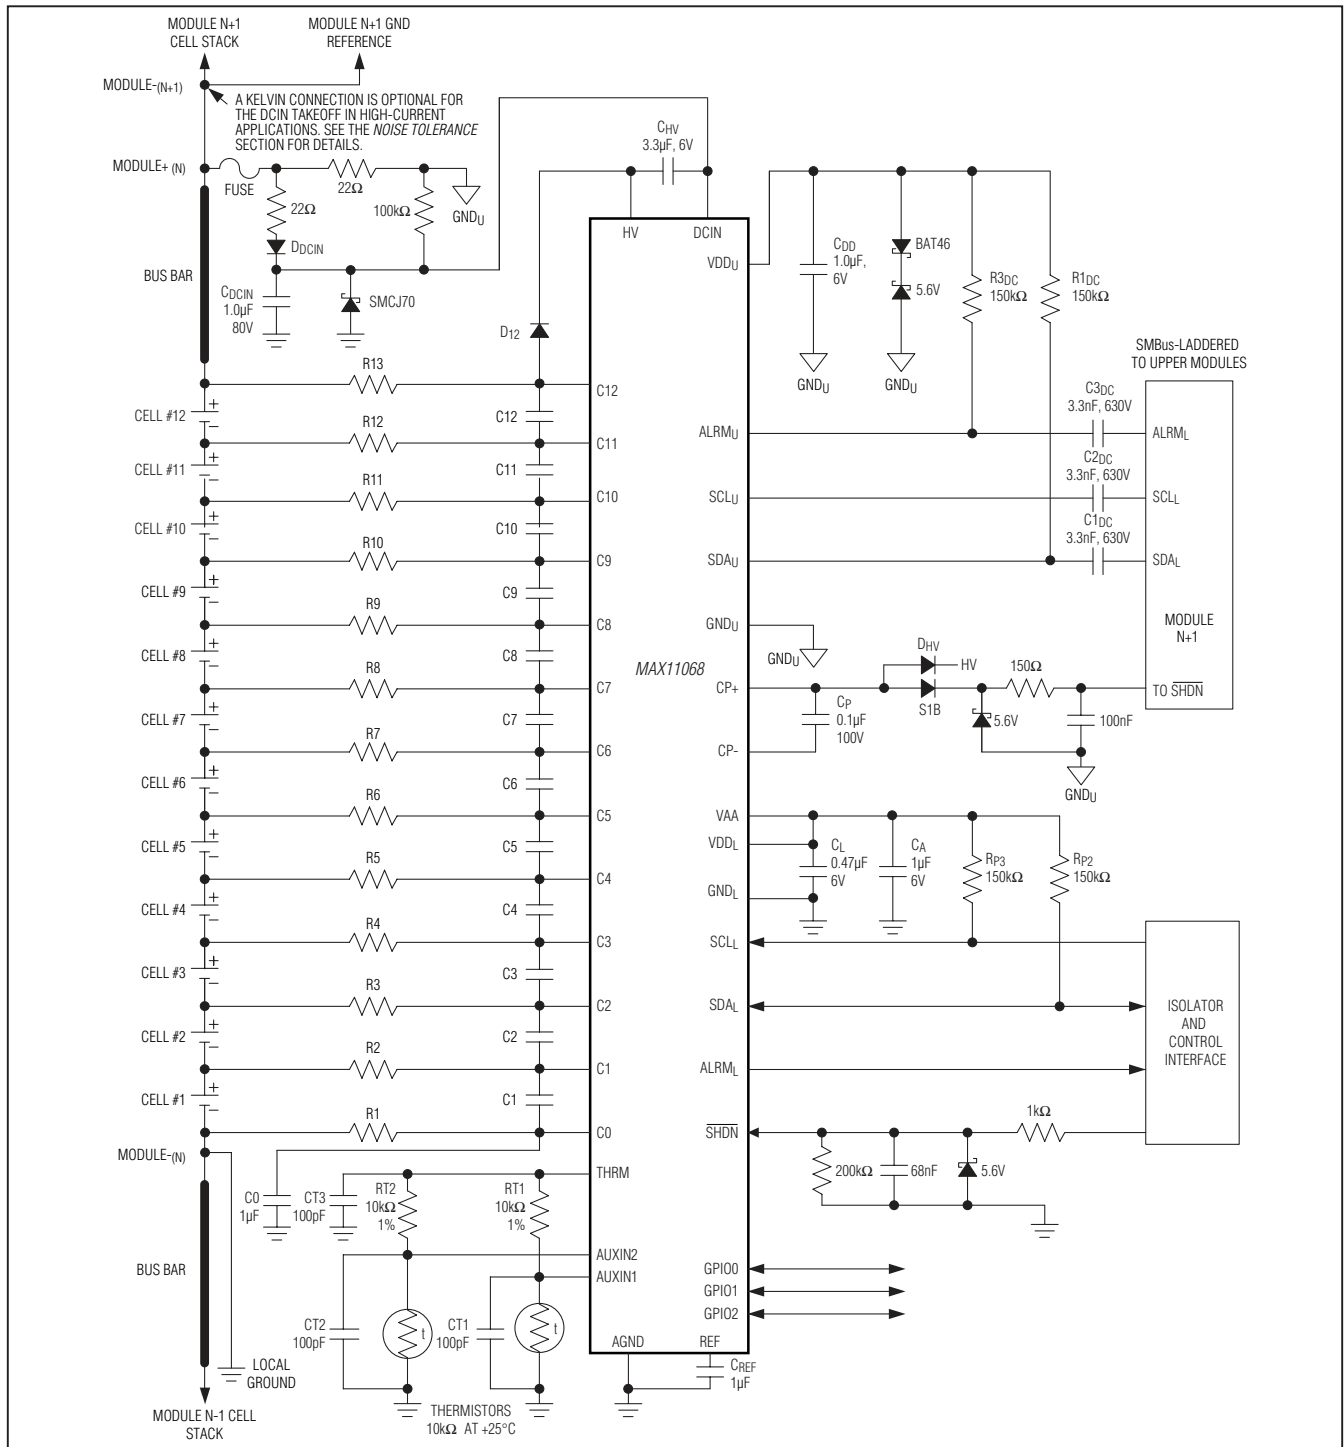 MODULE N+1
CELL STACK
MODULE N+1 GND
REFERENCE
MODULE-(N+1)
A KELVIN CONNECTION IS OPTIONAL FOR
THE DCIN TAKEOFF IN HIGH-CURRENT
APPLICATIONS. SEE THE NOISE TOLERANCE
SECTION FOR DETAILS.
MODULE+ (N)
FUSE
22Ω
22Ω
100kΩ
GNDU
DDCIN
BUS BAR
CDCIN
1.0µF
80V
SMCJ70
CHV
3.3µF, 6V
HV
DCIN
VDDU
CDD
1.0µF,
6V
BAT46
5.6V
GNDU
GNDU
R3DC
150kΩ
R1DC
150kΩ
SMBus-LADDERED
TO UPPER MODULES
D12
R13
C12
CELL #12
+
−
C12
R12
C11
CELL #11
+
−
C11
R11
C10
CELL #10
+
−
C10
R10
C9
CELL #9
+
−
C9
R9
C8
CELL #8
+
−
C8
R8
C7
CELL #7
+
−
C7
R7
C6
CELL #6
+
−
C6
R6
C5
CELL #5
+
−
C5
R5
C4
CELL #4
+
−
C4
R4
C3
CELL #3
+
−
C3
R3
C2
CELL #2
+
−
C2
R2
C1
CELL #1
+
−
C1
R1
C0
MAX11068
ALRMU
C3DC
3.3nF, 630V
ALRML
SCLU
C2DC
3.3nF, 630V
SCLL
SDAU
C1DC
3.3nF, 630V
SDAL
MODULE
N+1
GNDU
GNDU
CP+
CP-
CP
0.1µF
100V
DHV
HV
S1B
150Ω
5.6V
100nF
TO SHDN
GNDU
VAA
VDDL
GNDL
CL
0.47µF
6V
CA
1µF
6V
RP3
150kΩ
RP2
150kΩ
SCLL
SDAL
ALRML
ISOLATOR
AND
CONTROL
INTERFACE
SHDN
1kΩ
200kΩ
68nF
5.6V
MODULE-(N)
THRM
C0
1µF
CT3
100pF
RT2
10kΩ
1%
RT1
10kΩ
1%
AUXIN2
AUXIN1
BUS BAR
CT2
100pF
t
CT1
100pF
t
GPIO0
GPIO1
GPIO2
AGND
REF
CREF
1µF
LOCAL
GROUND
THERMISTORS
10kΩ AT +25°C
MODULE N-1 CELL
STACK